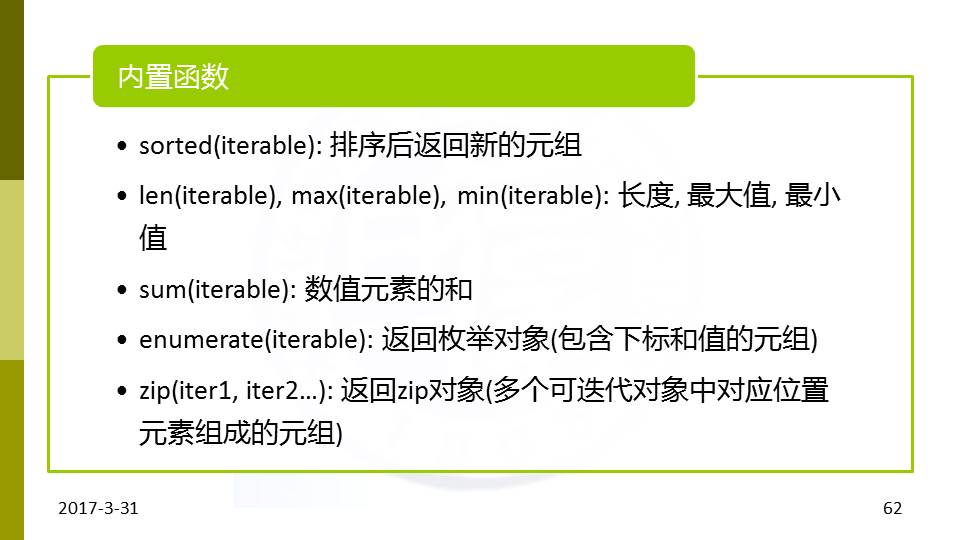 内置函数
• sorted(iterable): 排序后返回新的元组
• len(iterable), max(iterable), min(iterable): 长度, 最大值, 最小
值
• sum(iterable): 数值元素的和
• enumerate(iterable): 返回枚举对象(包含下标和值的元组)
• zip(iter1, iter2…): 返回zip对象(多个可迭代对象中对应位置
元素组成的元组)
2017-3-31
62